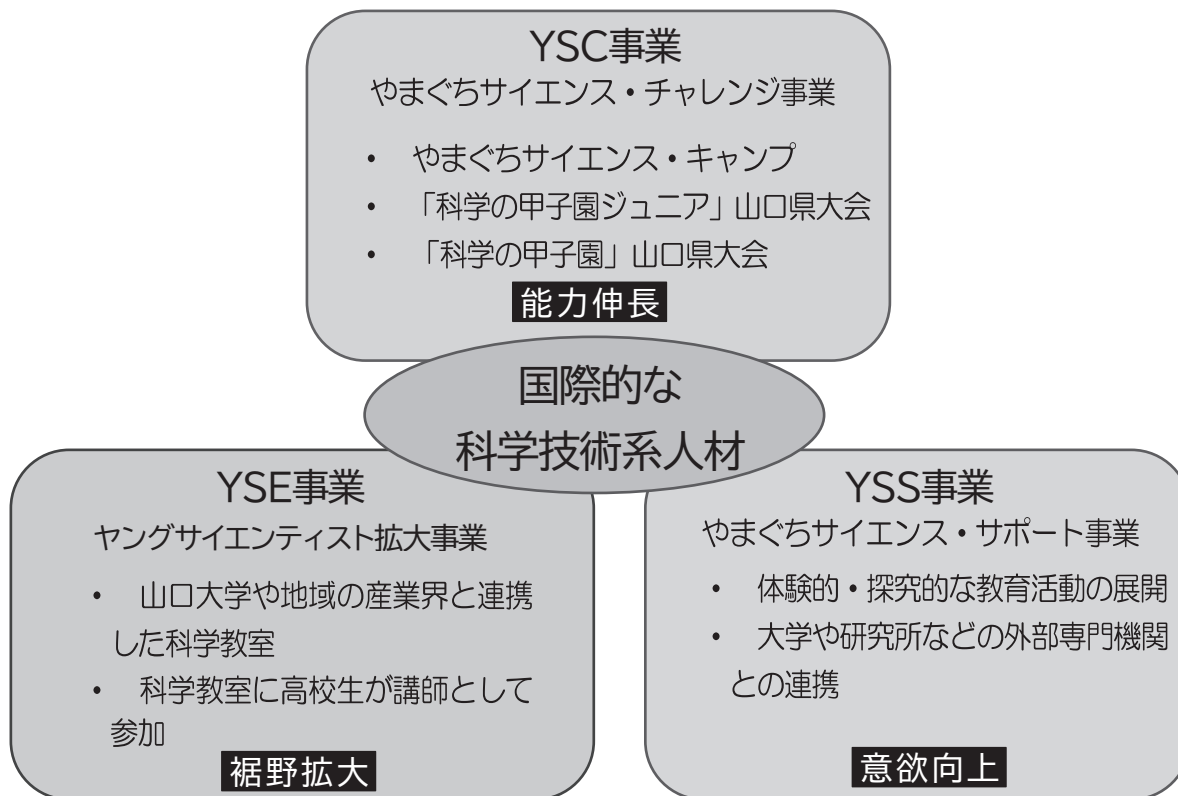 YSC事業
やまぐちサイエンス・チャレンジ事業
・ やまぐちサイエンス・キャンプ
・ 「科学の甲子園ジュニア」山口県大会
・ 「科学の甲子園」山口県大会
能力伸長
国際的な
科学技術系人材
YSE事業
ヤングサイエンティスト拡大事業
・ 山口大学や地域の産業界と連携
した科学教室
・ 科学教室に高校生が講師として
参加
裾野拡大
YSS事業
やまぐちサイエンス・サポート事業
・ 体験的・探究的な教育活動の展開
・ 大学や研究所などの外部専門機関
との連携
意欲向上